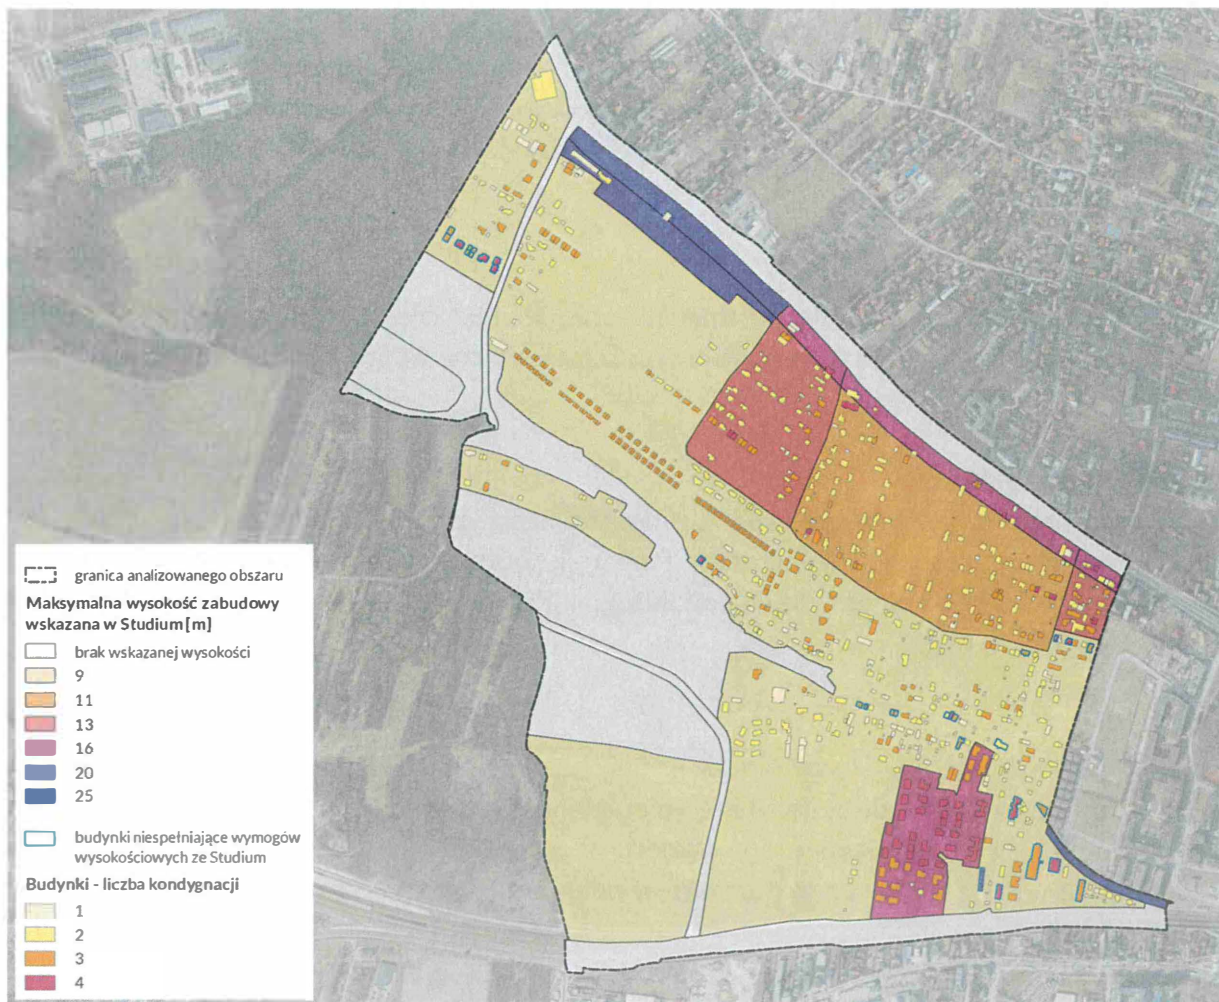 granica analizowanego obszaru
Maksymalna wysokość zabudowy
wskazana w Studium [m]
brak wskazanej wysokości
9
11
13
16
20
25
budynki niespełniające wymogów
wysokościowych ze Studium
Budynki - liczba kondygnacji
1
2
3
4